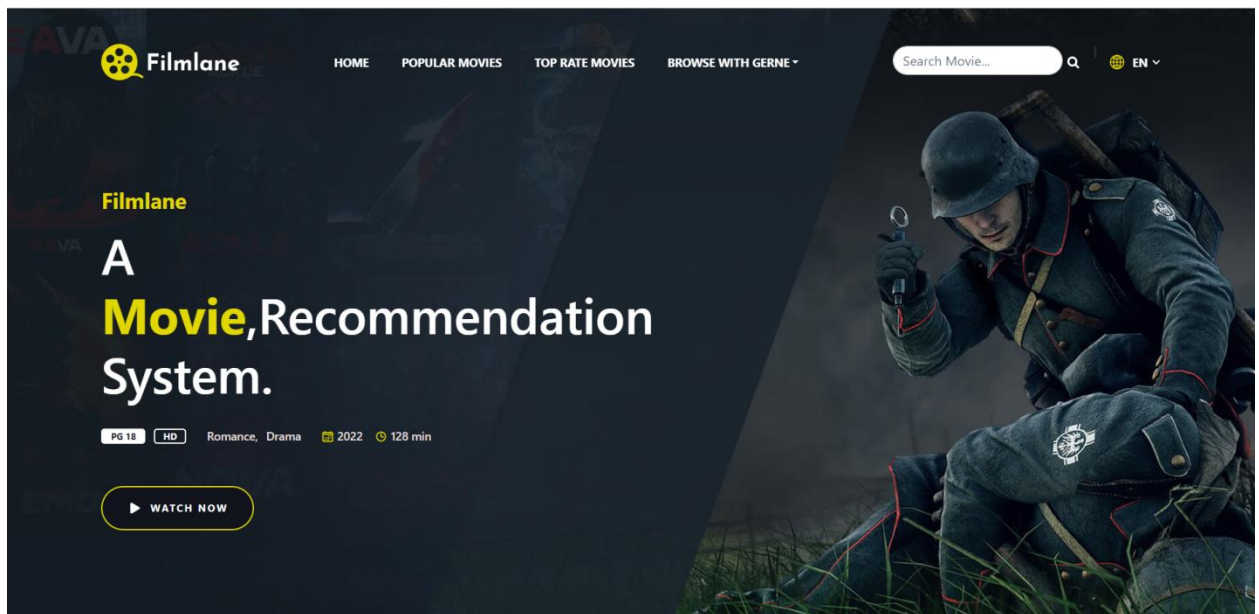 Filmlane
HOME POPULAR MOVIES TOP RATE MOVIES BROWSE WITH GERNE
Search Movie...
EN
Filmlane
A
Movie,Recommendation
System.
PG 18 HD Romance, Drama 2022 128 min
WATCH NOW